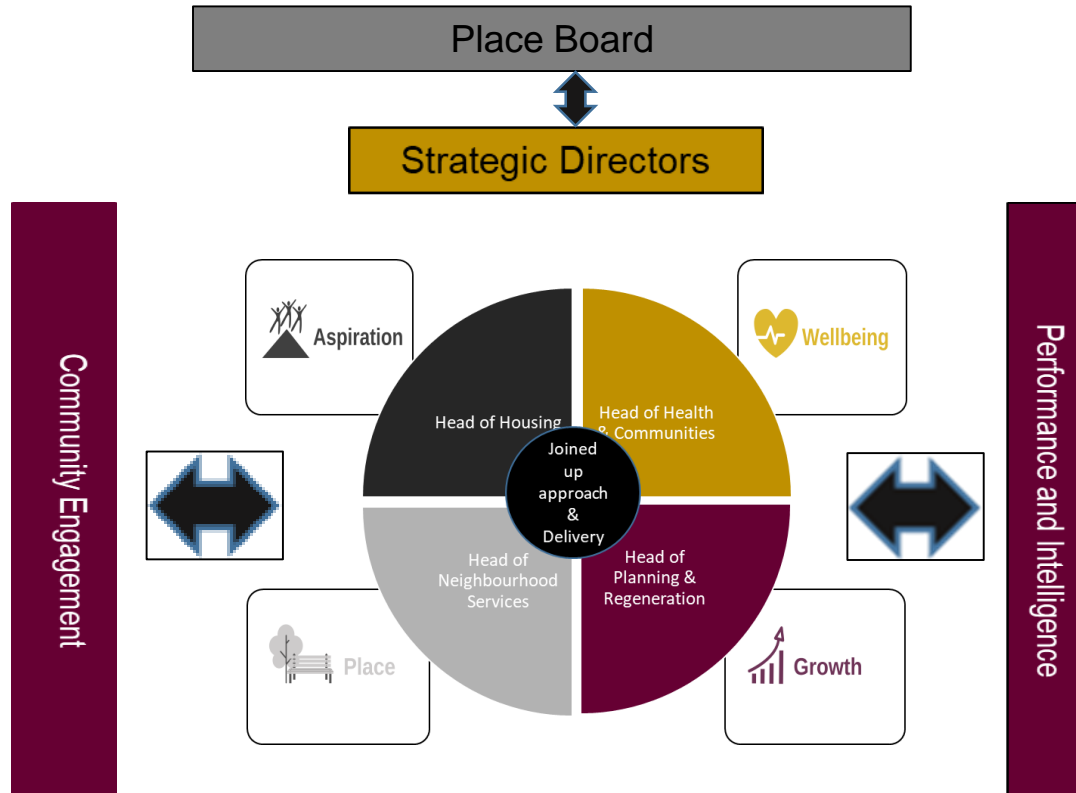 Place Board
Strategic Directors
Community Engagement
Aspiration
Wellbeing
Head of Housing
Head of Health
& Communities
Joined
up
approach
&
Delivery
Head of
Neighbourhood
Services
Head of
Planning &
Regeneration
Place
Growth
Performance and Intelligence